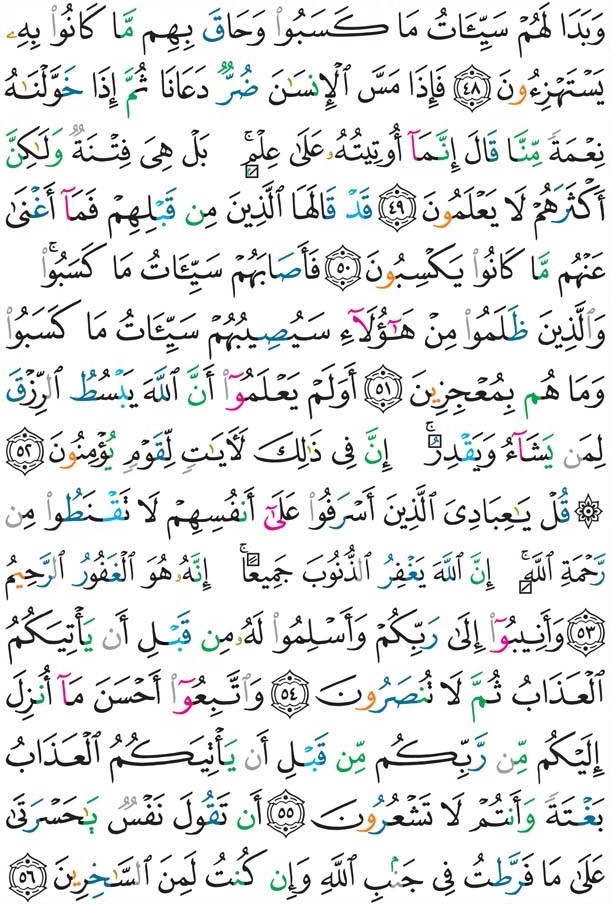 وَبَدَا لَهُمْ سَيِّـَٔاتُ مَا كَسَبُوا۟ وَحَاقَ بِهِم مَّا كَانُوا۟ بِهِۦ
يَسْتَهْزِءُونَ ٤٨ فَإِذَا مَسَّ ٱلْإِنسَـٰنَ ضُرٌّ دَعَانَا ثُمَّ إِذَا خَوَّلْنَـٰهُ
نِعْمَةً مِّنَّا قَالَ إِنَّمَآ أُوتِيتُهُۥ عَلَىٰ عِلْمٍۭ ۚ بَلْ هِىَ فِتْنَةٌ وَلَـٰكِنَّ
أَكْثَرَهُمْ لَا يَعْلَمُونَ ٤٩ قَدْ قَالَهَا ٱلَّذِينَ مِن قَبْلِهِمْ فَمَآ أَغْنَىٰ
عَنْهُم مَّا كَانُوا۟ يَكْسِبُونَ ٥٠ فَأَصَابَهُمْ سَيِّـَٔاتُ مَا كَسَبُوا۟ ۚ
وَٱلَّذِينَ ظَلَمُوا۟ مِنْ هَـٰٓؤُلَآءِ سَيُصِيبُهُمْ سَيِّـَٔاتُ مَا كَسَبُوا۟
وَمَا هُم بِمُعْجِزِينَ ٥١ أَوَلَمْ يَعْلَمُوٓا۟ أَنَّ ٱللَّهَ يَبْسُطُ ٱلرِّزْقَ
لِمَن يَشَآءُ وَيَقْدِرُ ۚ إِنَّ فِى ذَٰلِكَ لَـَٔايَـٰتٍ لِّقَوْمٍ يُؤْمِنُونَ ٥٢
۞ قُلْ يَـٰعِبَادِىَ ٱلَّذِينَ أَسْرَفُوا۟ عَلَىٰٓ أَنفُسِهِمْ لَا تَقْنَطُوا۟ مِن
رَّحْمَةِ ٱللَّهِ ۚ إِنَّ ٱللَّهَ يَغْفِرُ ٱلذُّنُوبَ جَمِيعًا ۚ إِنَّهُۥ هُوَ ٱلْغَفُورُ ٱلرَّحِيمُ
٥٣ وَأَنِيبُوٓا۟ إِلَىٰ رَبِّكُمْ وَأَسْلِمُوا۟ لَهُۥ مِن قَبْلِ أَن يَأْتِيَكُمُ
ٱلْعَذَابُ ثُمَّ لَا تُنصَرُونَ ٥٤ وَٱتَّبِعُوٓا۟ أَحْسَنَ مَآ أُنزِلَ
إِلَيْكُم مِّن رَّبِّكُم مِّن قَبْلِ أَن يَأْتِيَكُمُ ٱلْعَذَابُ
بَغْتَةً وَأَنتُمْ لَا تَشْعُرُونَ ٥٥ أَن تَقُولَ نَفْسٌ يَـٰحَسْرَتَىٰ
عَلَىٰ مَا فَرَّطتُ فِى جَنۢبِ ٱللَّهِ وَإِن كُنتُ لَمِنَ ٱلسَّـٰخِرِينَ ٥٦